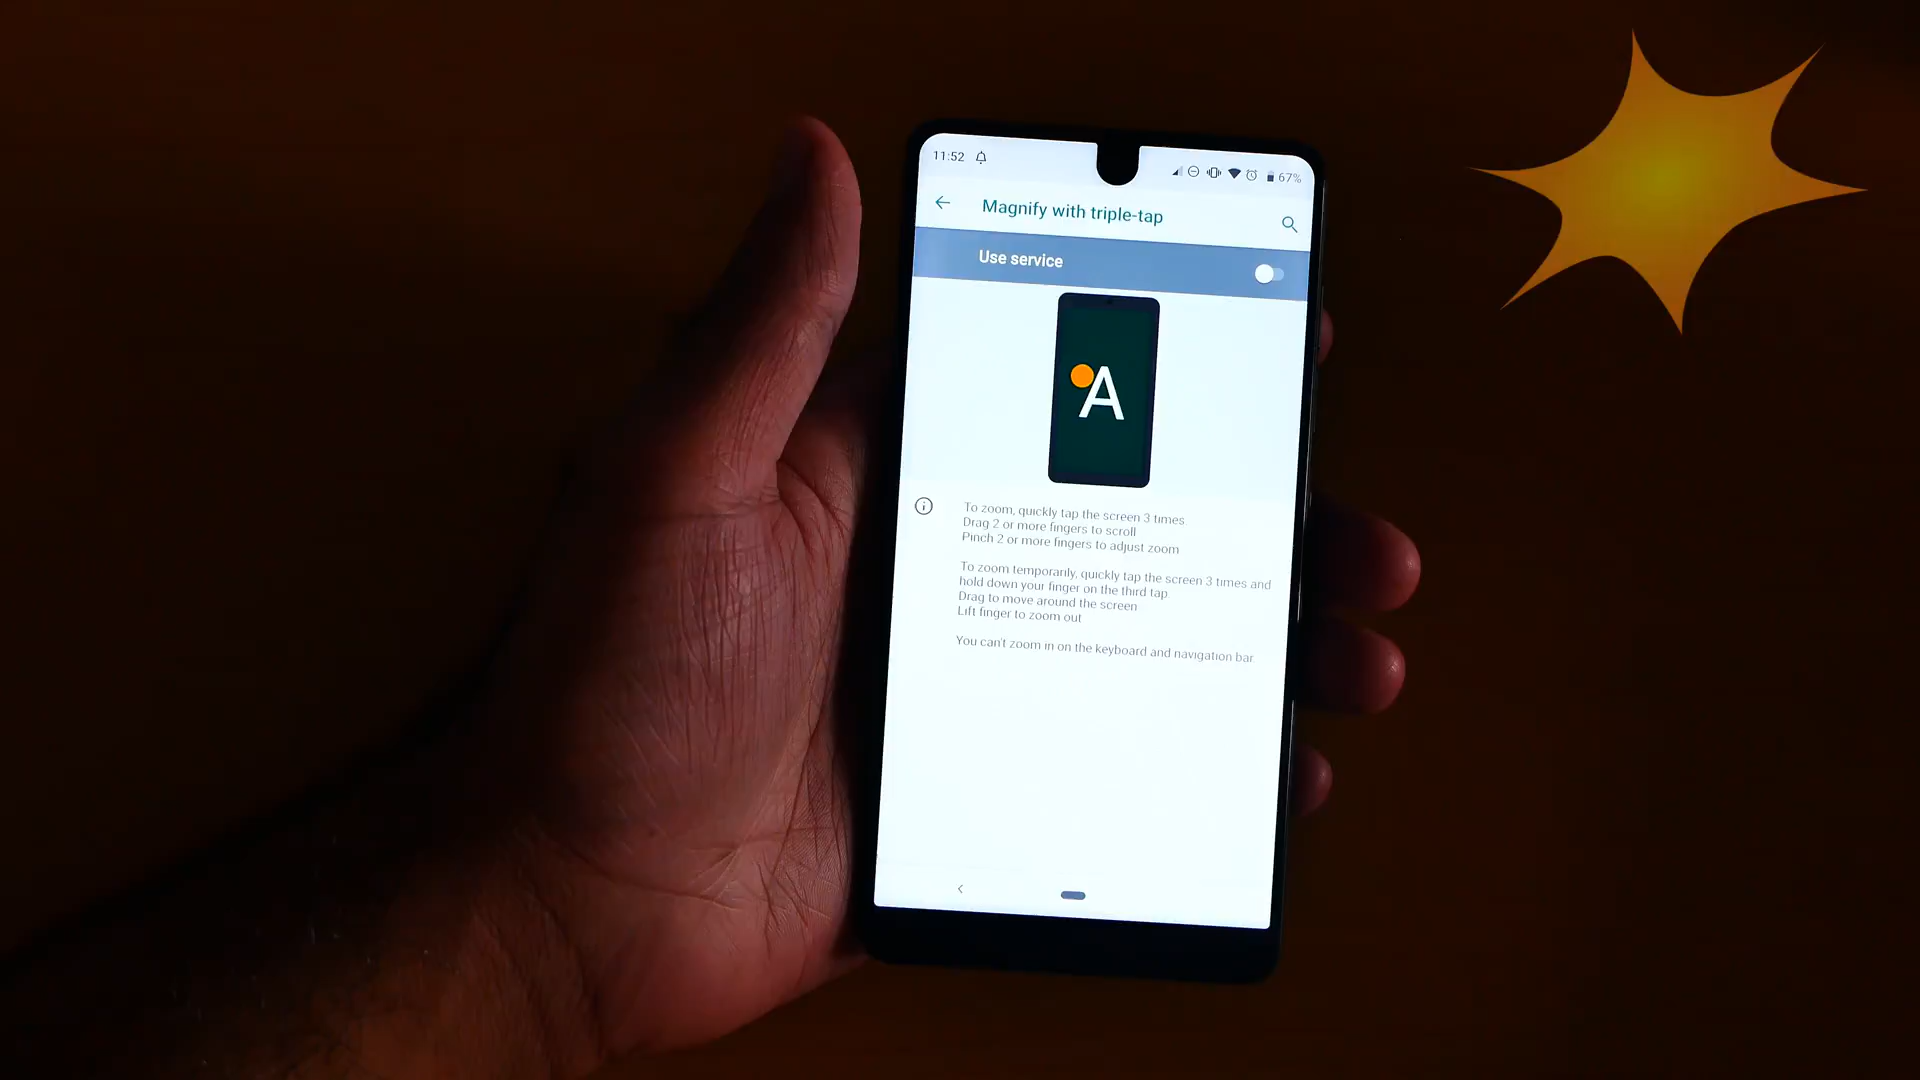 11:52
67%
Magnify with triple-tap
Use service
A
To zoom, quickly tap the screen 3 times
Drag 2 or more fingers to scroll
Pinch 2 or more fingers to adjust zoom
To zoom temporarily, quickly tap the screen 3 times and
hold down your finger on the third tap
Drag to move around the screen
Lift finger to zoom out
You can't zoom in on the keyboard and navigation bar